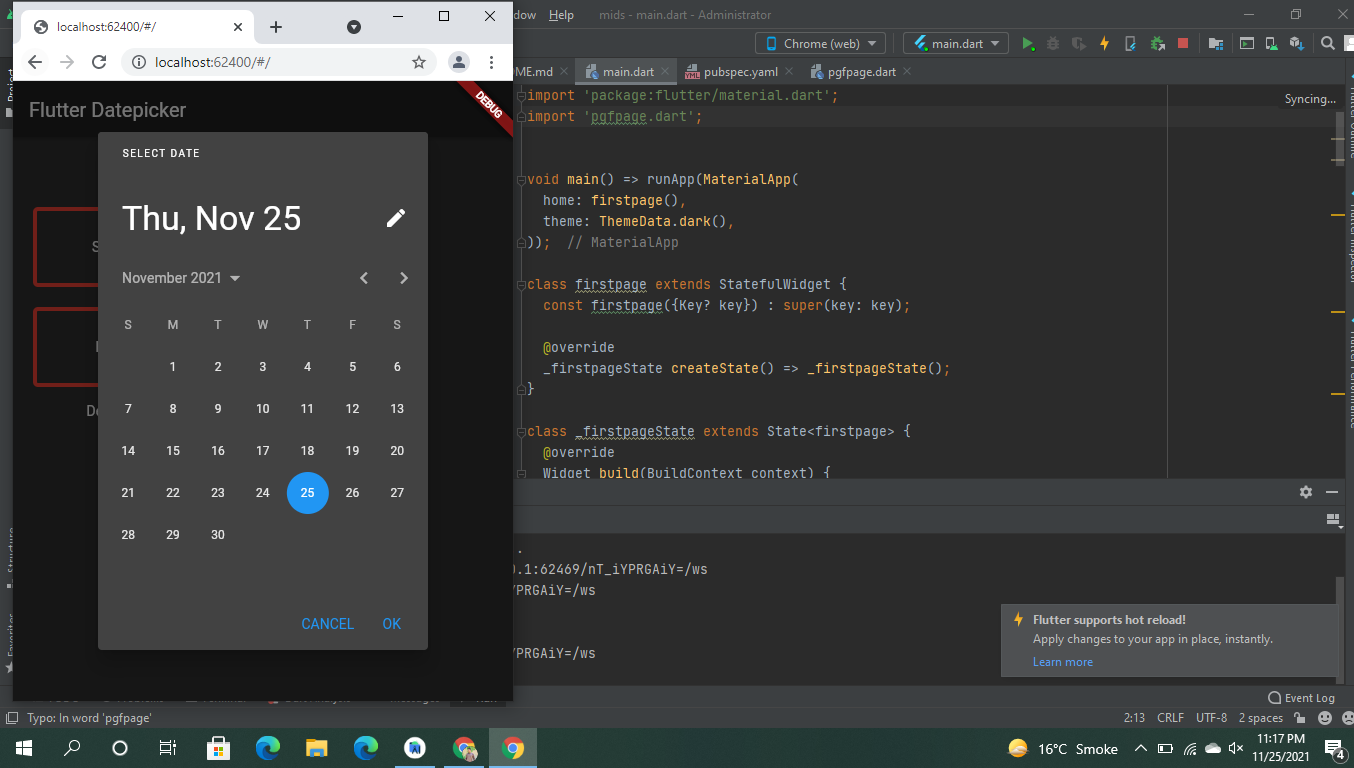 localhost:62400/#/
localhost:62400/#/
Flutter Datepicker
DEBUG
SELECT DATE
Thu, Nov 25
November 2021
S M T W T F S
1 2 3 4 5 6
7 8 9 10 11 12 13
14 15 16 17 18 19 20
21 22 23 24 25 26 27
28 29 30
CANCEL OK
Help mids - main.dart - Administrator
Chrome (web) main.dart
main.dart pubspec.yaml pgfpage.dart
Syncing...
import 'package:flutter/material.dart';
import 'pgfpage.dart';
void main() => runApp(MaterialApp(
home: firstpage(),
theme: ThemeData.dark(),
)); // MaterialApp
class firstpage extends StatefulWidget {
const firstpage({Key? key}) : super(key: key);
@override
_firstpageState createState() => _firstpageState();
}
class _firstpageState extends State<firstpage> {
@override
Widget build(BuildContext context) {
.1:62469/nT_iYPRGAiY=/ws
YPRGAiY=/ws
YPRGAiY=/ws
Flutter supports hot reload!
Apply changes to your app in place, instantly.
Learn more
Event Log
Typo: In word 'pgfpage'
2:13 CRLF UTF-8 2 spaces
16°C Smoke
11:17 PM
11/25/2021
4